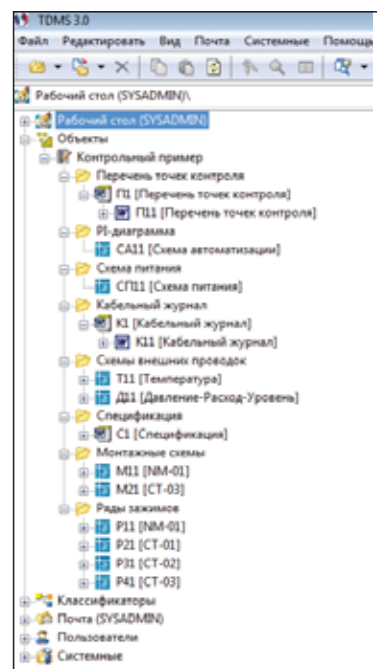 TDMS 3.0
Файл Редактировать Вид Почта Системные Помощь
Рабочий стол (SYSADMIN)\
Рабочий стол (SYSADMIN)
Объекты
Контрольный пример
Перечень точек контроля
П1 [Перечень точек контроля]
П11 [Перечень точек контроля]
PI-диаграмма
СА11 [Схема автоматизации]
Схема питания
СП11 [Схема питания]
Кабельный журнал
К1 [Кабельный журнал]
К11 [Кабельный журнал]
Схемы внешних проводок
Т11 [Температура]
Д11 [Давление-Расход-Уровень]
Спецификация
С1 [Спецификация]
Монтажные схемы
М11 [NM-01]
М21 [СТ-03]
Ряды зажимов
Р11 [NM-01]
Р21 [СТ-01]
Р31 [СТ-02]
Р41 [СТ-03]
Классификаторы
Почта (SYSADMIN)
Пользователи
Системные